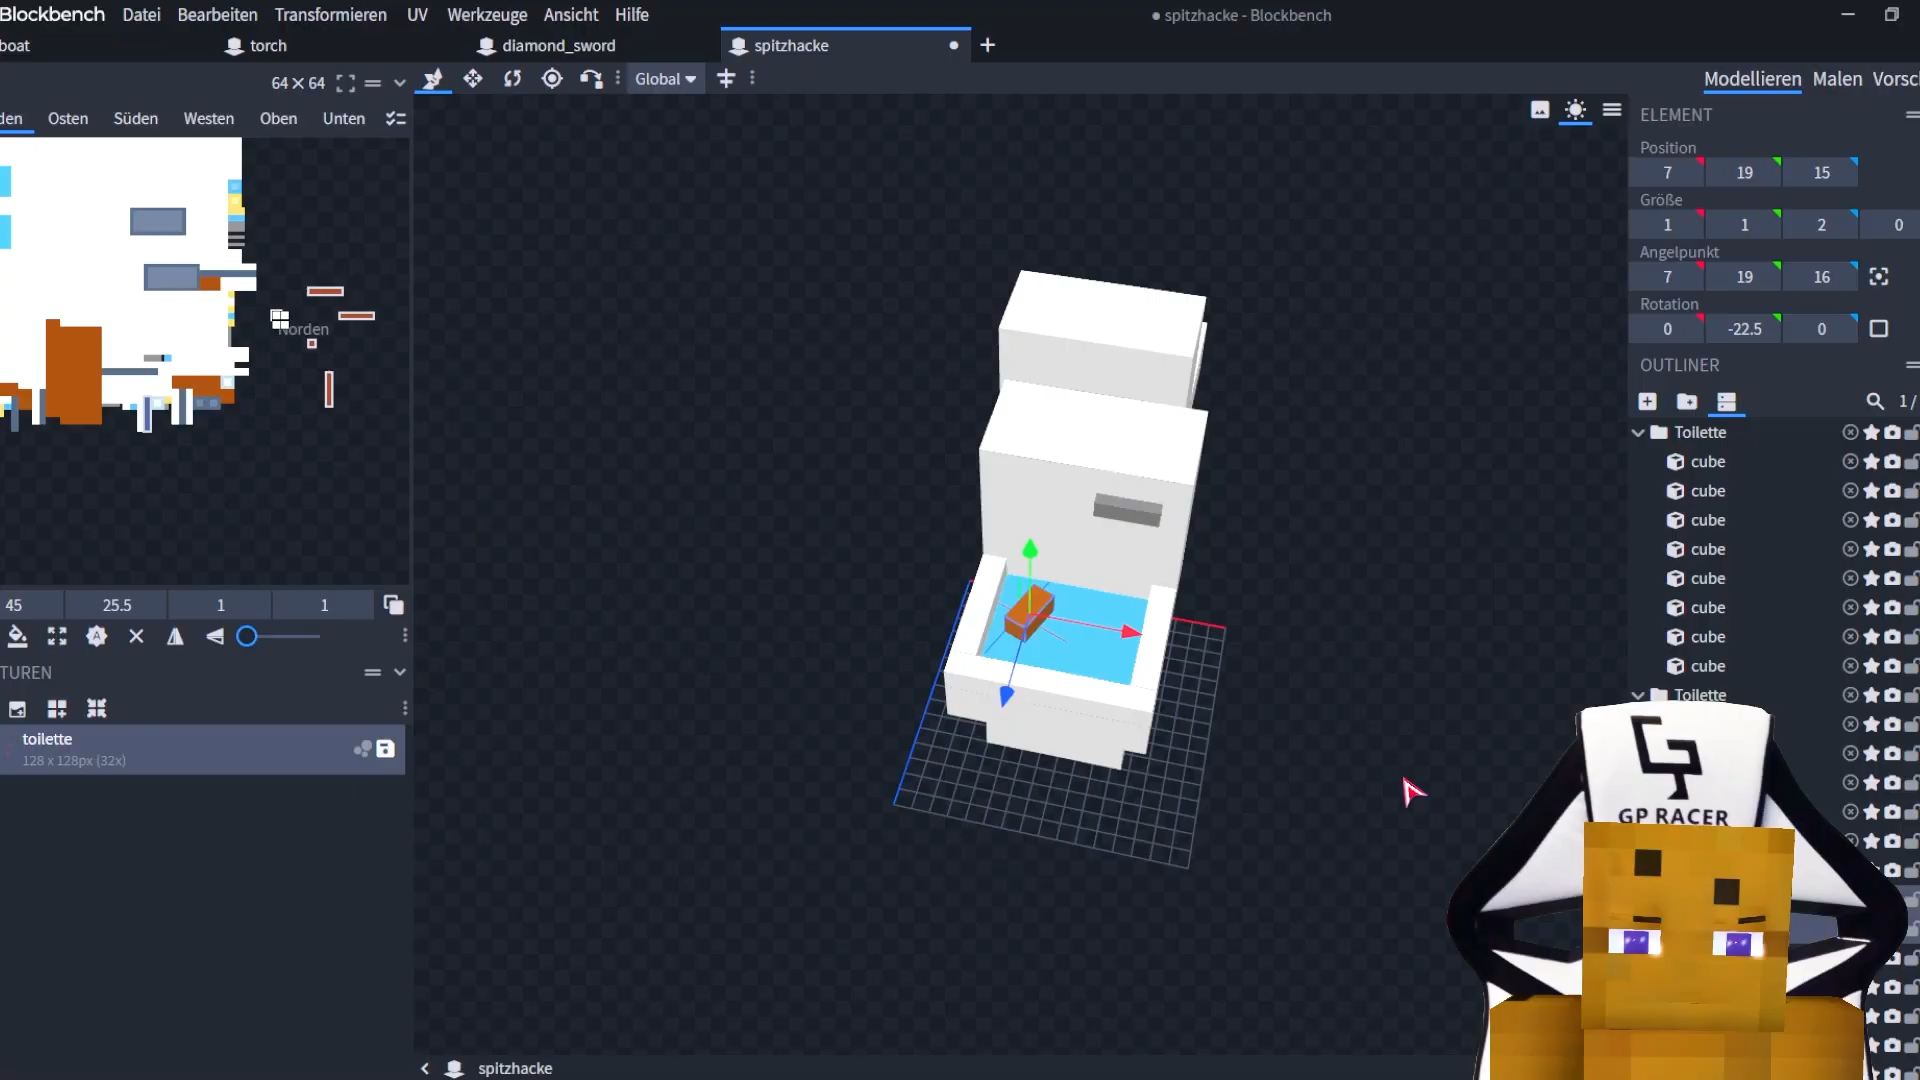 Blockbench Datei Bearbeiten Transformieren UV Werkzeuge Ansicht Hilfe
spitzhacke - Blockbench
boat
torch
diamond_sword
spitzhacke
64 × 64
Global
Modellieren Malen Vorsc
den Osten Süden Westen Oben Unten
ELEMENT
Position
7 19 15
Größe
1 1 2 0
Angelpunkt
7 19 16
Rotation
0 -22.5 0
Norden
OUTLINER
1/
Toilette
cube
cube
cube
cube
cube
cube
cube
cube
Toilette
45 25.5 1 1
TUREN
toilette
128 x 128px (32x)
GP RACER
spitzhacke